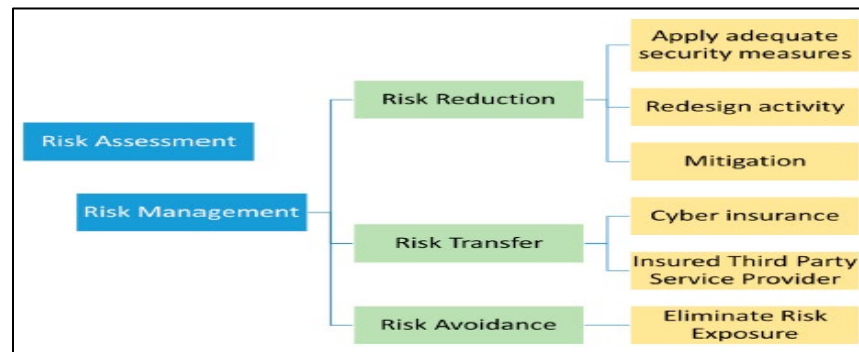 Risk Assessment
Risk Management
Risk Reduction
Apply adequate
security measures
Redesign activity
Mitigation
Risk Transfer
Cyber insurance
Insured Third Party
Service Provider
Risk Avoidance
Eliminate Risk
Exposure